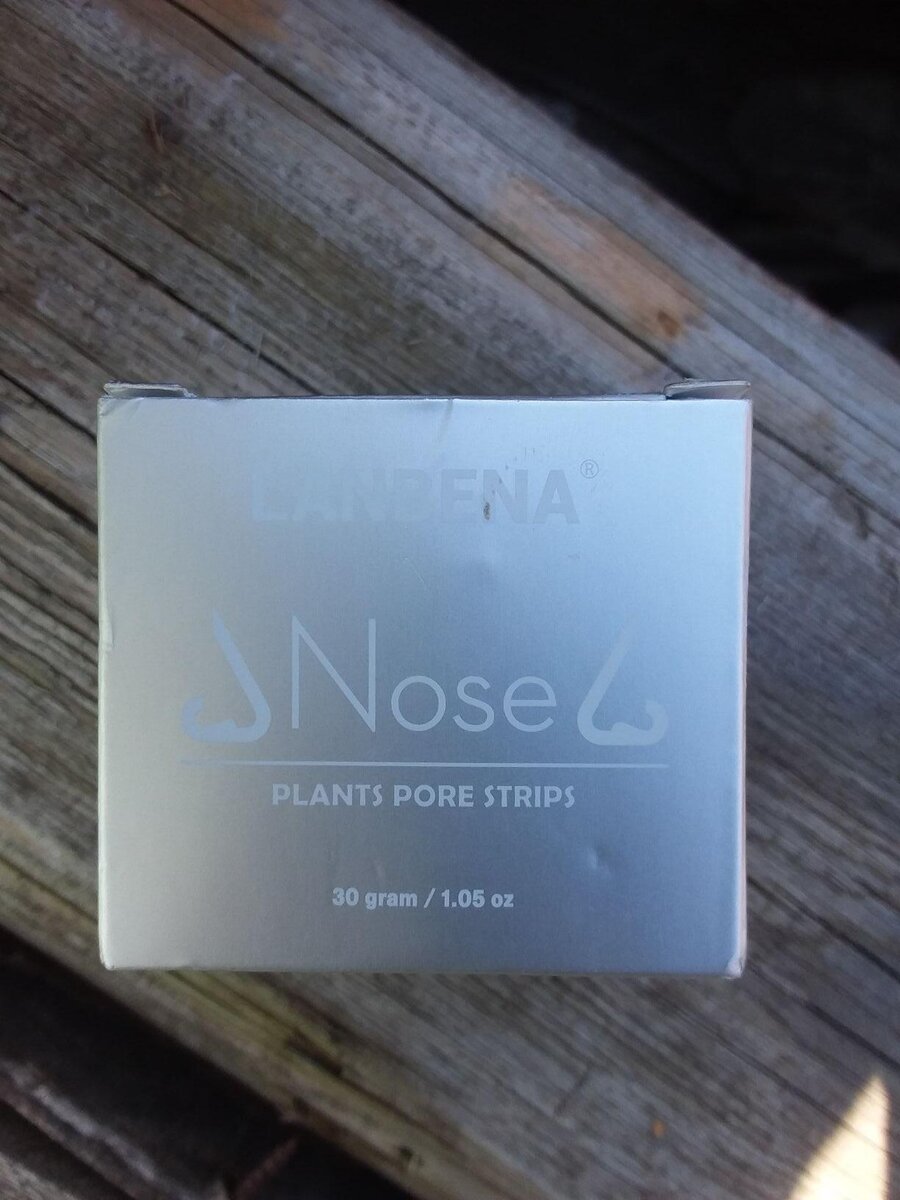 LANBENA®
Nose
PLANTS PORE STRIPS
30 gram / 1.05 oz